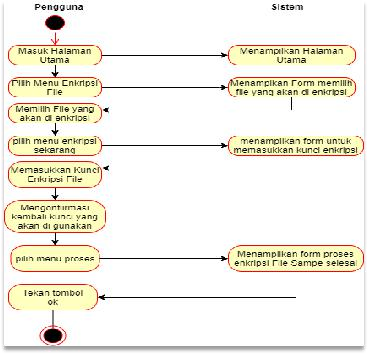 Pengguna
Sistem
Masuk Halaman
Utama
Menampilkan Halaman
Utama
Pilih Menu Enkripsi
File
Menampilkan Form memilih
file yang akan di enkripsi
Memilih File yang
akan di enkripsi
pilih menu enkripsi
sekarang
menampilkan form untuk
memasukkan kunci enkripsi
Memasukkan Kunci
Enkripsi File
Mengonfirmasi
kembali kunci yang
akan di gunakan
pilih menu proses
Menampilkan form proses
enkripsi File Sampe selesai
Tekan tombol
ok